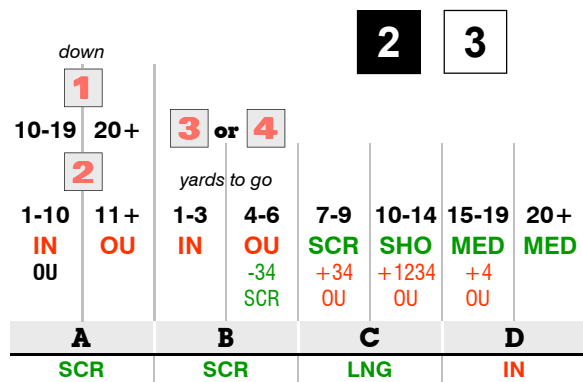 2 3
down
1
10-19 20+ 3 or 4
2 yards to go
1-10 11+ 1-3 4-6 7-9 10-14 15-19 20+
IN OU IN OU SCR SHO MED MED
OU -34 +34 +1234 +4
SCR OU OU OU
A B C D
SCR SCR LNG IN